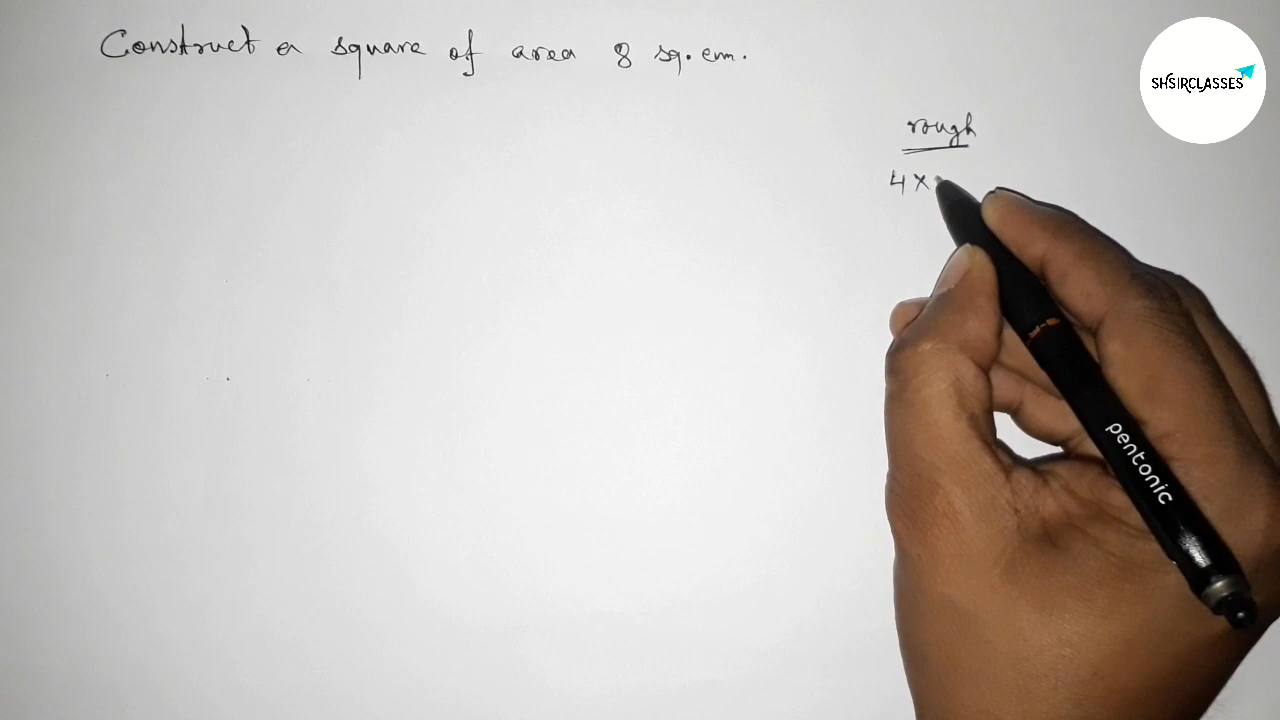 Construct a square of area 8 sq. cm.
SHSIRCLASSES
rough
4 ×
pentonic